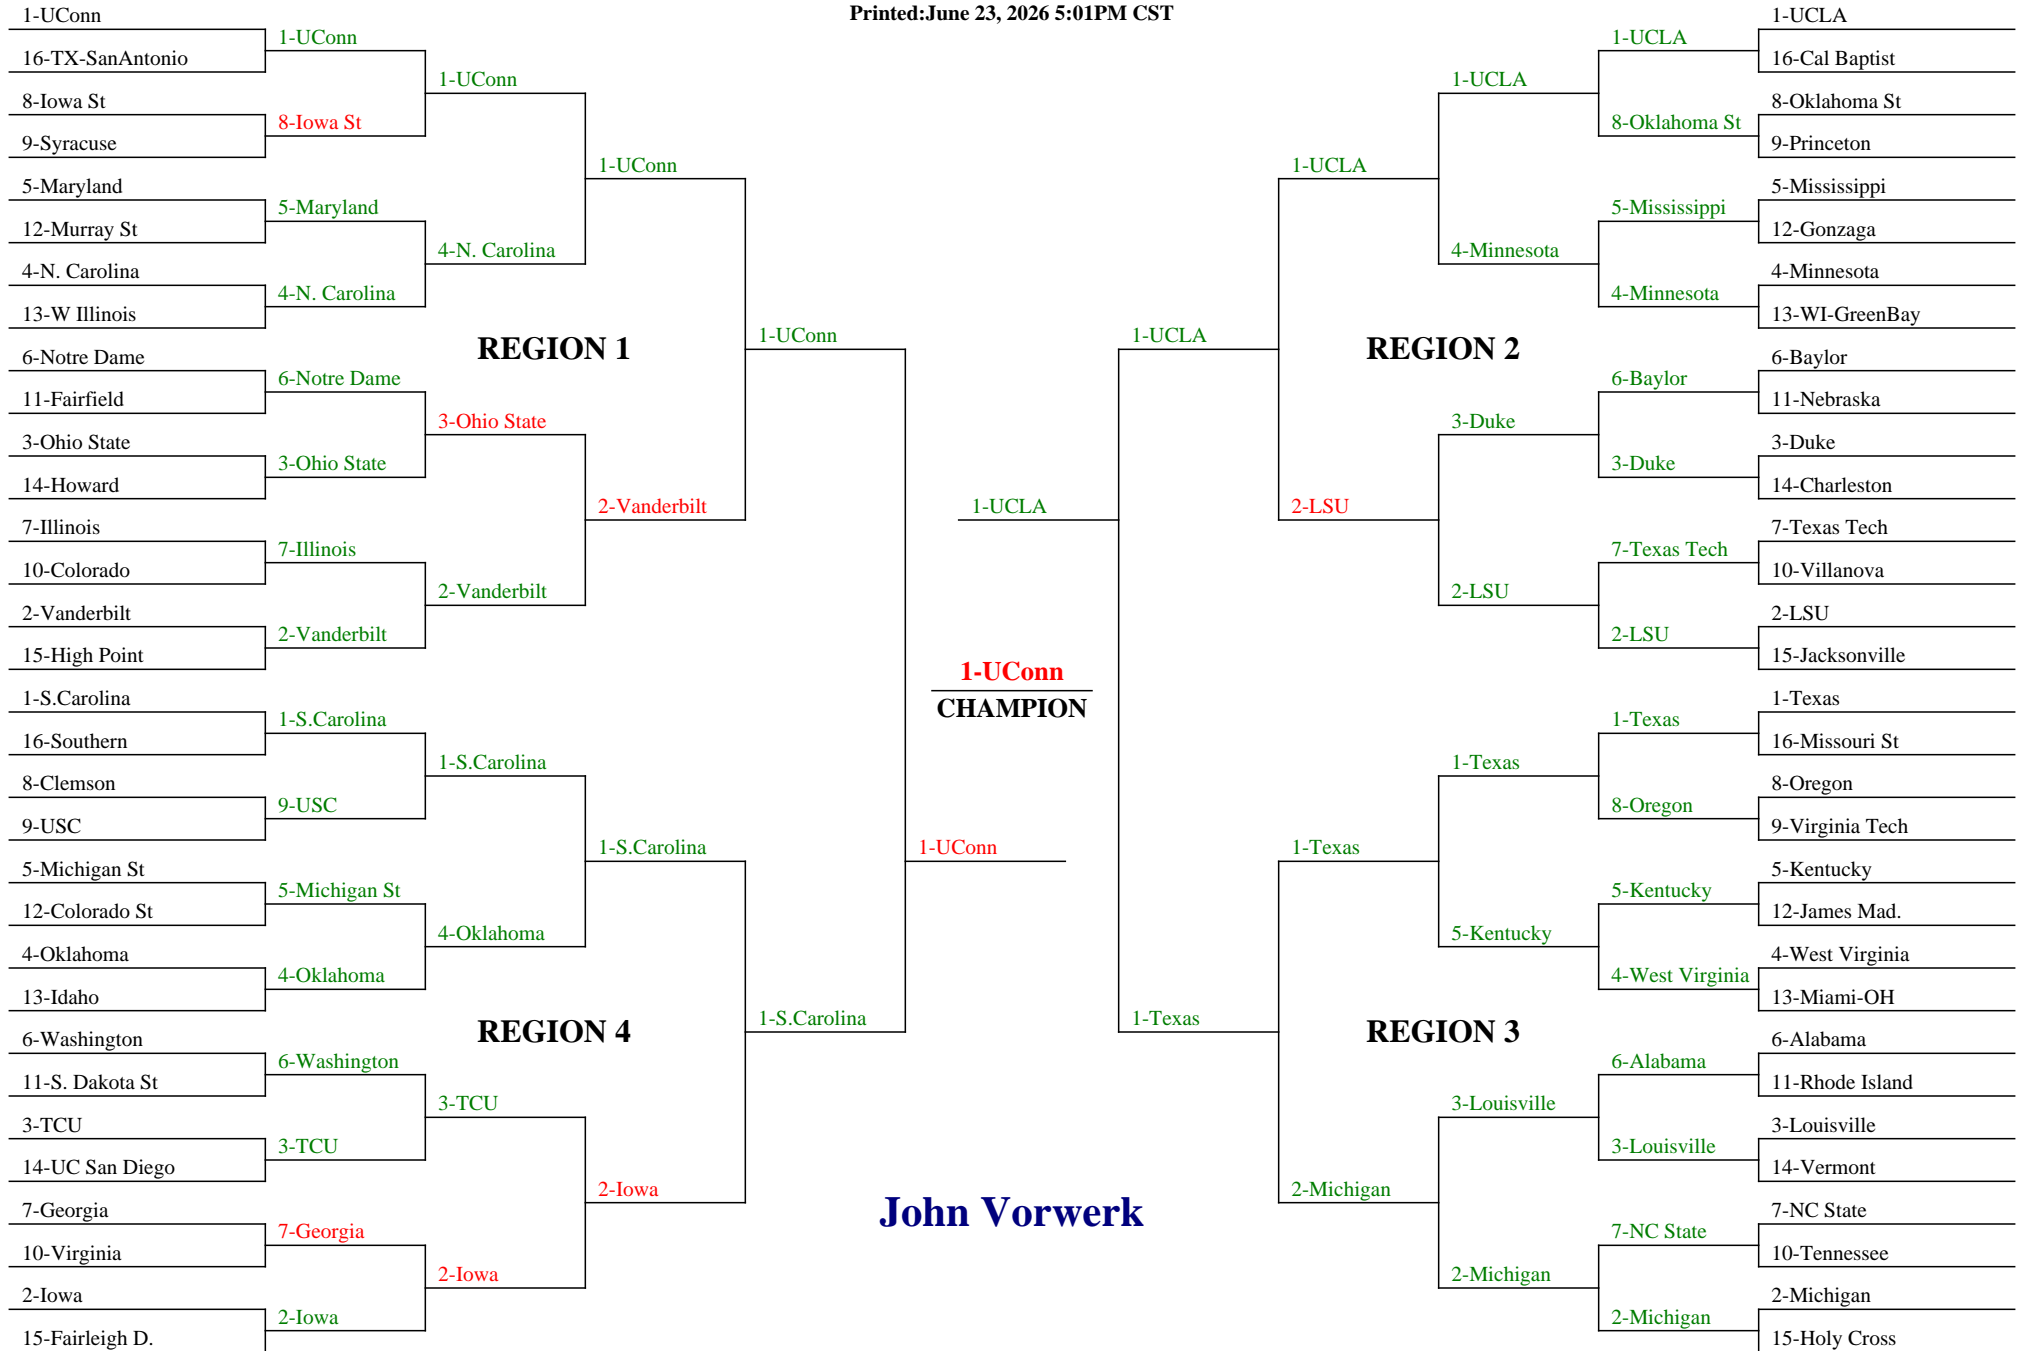 Printed:June 23, 2026 5:01PM CST
1-UConn
16-TX-SanAntonio
8-Iowa St
9-Syracuse
5-Maryland
12-Murray St
4-N. Carolina
13-W Illinois
6-Notre Dame
11-Fairfield
3-Ohio State
14-Howard
7-Illinois
10-Colorado
2-Vanderbilt
15-High Point
1-S.Carolina
16-Southern
8-Clemson
9-USC
5-Michigan St
12-Colorado St
4-Oklahoma
13-Idaho
6-Washington
11-S. Dakota St
3-TCU
14-UC San Diego
7-Georgia
10-Virginia
2-Iowa
15-Fairleigh D.
1-UConn
8-Iowa St
5-Maryland
4-N. Carolina
6-Notre Dame
3-Ohio State
7-Illinois
2-Vanderbilt
1-S.Carolina
9-USC
5-Michigan St
4-Oklahoma
6-Washington
3-TCU
7-Georgia
2-Iowa
1-UConn
4-N. Carolina
3-Ohio State
2-Vanderbilt
1-S.Carolina
4-Oklahoma
3-TCU
2-Iowa
REGION 1
REGION 4
1-UConn
2-Vanderbilt
1-S.Carolina
2-Iowa
1-UConn
1-S.Carolina
1-UCLA
1-UConn
CHAMPION
1-UConn
John Vorwerk
1-UCLA
1-Texas
1-UCLA
2-LSU
1-Texas
2-Michigan
REGION 2
REGION 3
1-UCLA
4-Minnesota
3-Duke
2-LSU
1-Texas
5-Kentucky
3-Louisville
2-Michigan
1-UCLA
8-Oklahoma St
5-Mississippi
4-Minnesota
6-Baylor
3-Duke
7-Texas Tech
2-LSU
1-Texas
8-Oregon
5-Kentucky
4-West Virginia
6-Alabama
3-Louisville
7-NC State
2-Michigan
1-UCLA
16-Cal Baptist
8-Oklahoma St
9-Princeton
5-Mississippi
12-Gonzaga
4-Minnesota
13-WI-GreenBay
6-Baylor
11-Nebraska
3-Duke
14-Charleston
7-Texas Tech
10-Villanova
2-LSU
15-Jacksonville
1-Texas
16-Missouri St
8-Oregon
9-Virginia Tech
5-Kentucky
12-James Mad.
4-West Virginia
13-Miami-OH
6-Alabama
11-Rhode Island
3-Louisville
14-Vermont
7-NC State
10-Tennessee
2-Michigan
15-Holy Cross